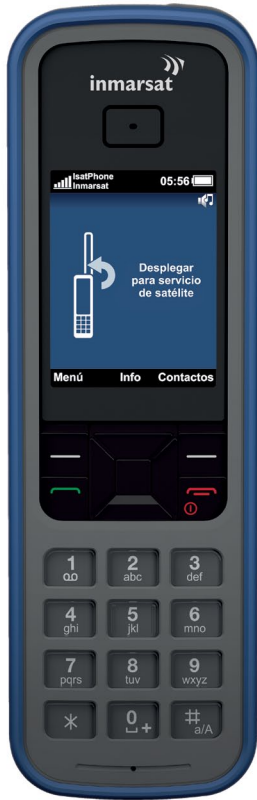 inmarsat
IsatPhone
Inmarsat
05:56
Desplegar
para servicio
de satélite
Menú Info Contactos
1 2 3
abc def
4 5 6
ghi jkl mno
7 8 9
pqrs tuv wxyz
* 0 + #
a/A